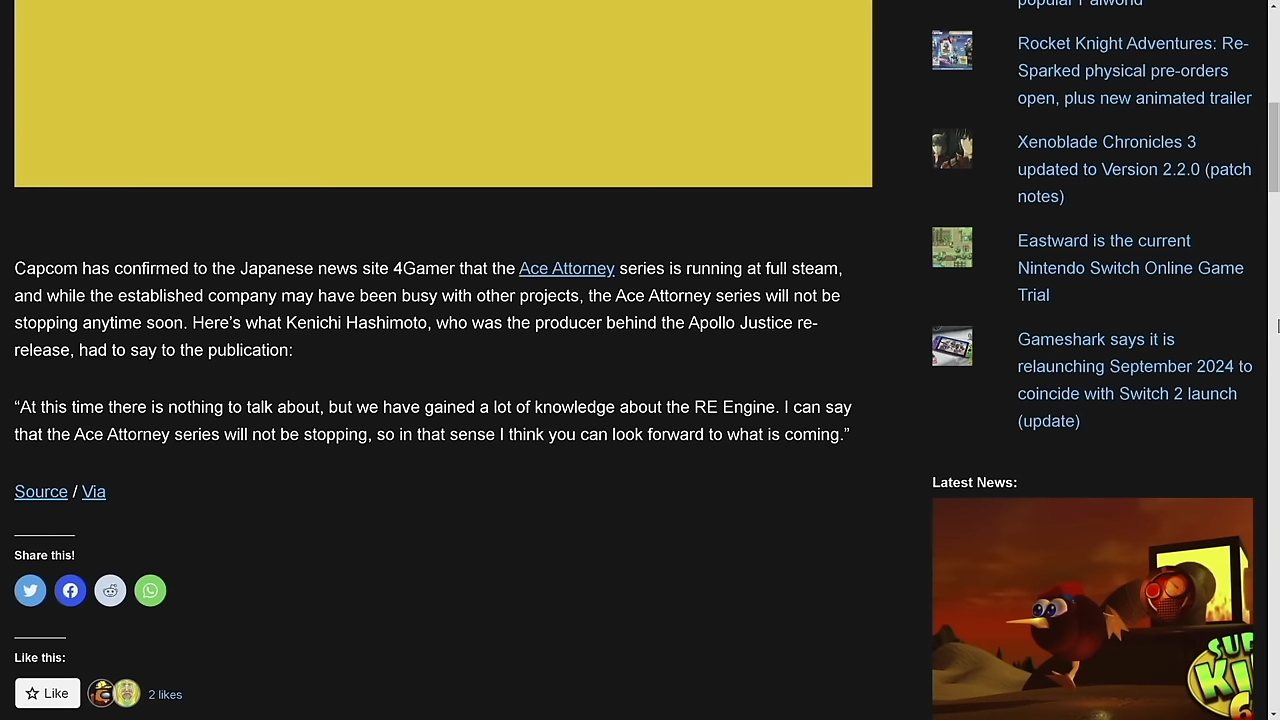 Capcom has confirmed to the Japanese news site 4Gamer that the Ace Attorney series is running at full steam,
and while the established company may have been busy with other projects, the Ace Attorney series will not be
stopping anytime soon. Here’s what Kenichi Hashimoto, who was the producer behind the Apollo Justice re-
release, had to say to the publication:
“At this time there is nothing to talk about, but we have gained a lot of knowledge about the RE Engine. I can say
that the Ace Attorney series will not be stopping, so in that sense I think you can look forward to what is coming.”
Source / Via
Share this!
Like this:
Like
2 likes
popular Palworld
Rocket Knight Adventures: Re-
Sparked physical pre-orders
open, plus new animated trailer
Xenoblade Chronicles 3
updated to Version 2.2.0 (patch
notes)
Eastward is the current
Nintendo Switch Online Game
Trial
Gameshark says it is
relaunching September 2024 to
coincide with Switch 2 launch
(update)
Latest News: